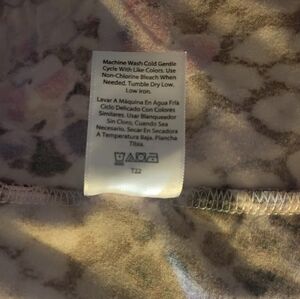 Machine Wash Cold Gentle
Cycle With Like-Colors. Use
Non-Chlorine Bleach When
Needed. Tumble Dry Low,
Low Iron.
Lavar A Máquina En Agua Fría
Ciclo Delicado Con Colores
Similares. Usar Blanqueador
Sin Cloro, Cuando Sea
Necesario. Secar En Secadora
A Temperatura Baja. Plancha
Tibia.
T22